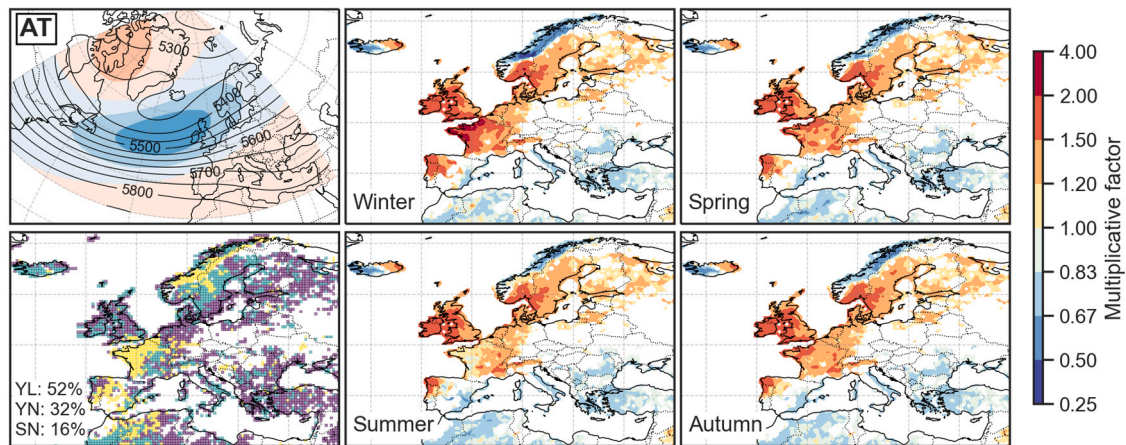 AT
5300
5400
5500
5600
5700
5800
Winter
Spring
YL: 52%
YN: 32%
SN: 16%
Summer
Autumn
4.00
2.00
1.50
1.20
1.00
0.83
0.67
0.50
0.25
Multiplicative factor